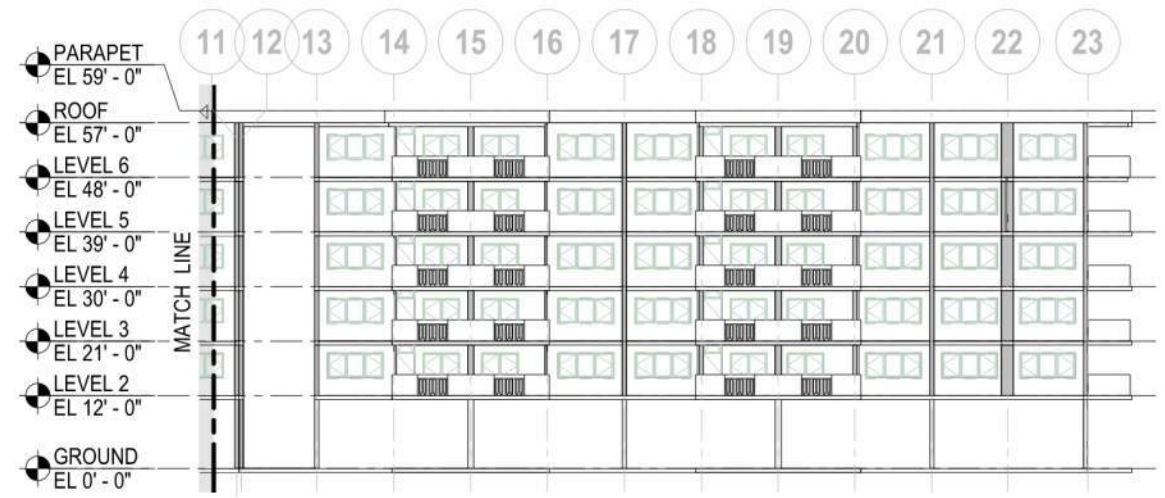 11 12 13 14 15 16 17 18 19 20 21 22 23
PARAPET
EL 59' - 0"
ROOF
EL 57' - 0"
LEVEL 6
EL 48' - 0"
LEVEL 5
EL 39' - 0"
LEVEL 4
EL 30' - 0"
LEVEL 3
EL 21' - 0"
LEVEL 2
EL 12' - 0"
GROUND
EL 0' - 0"
MATCH LINE